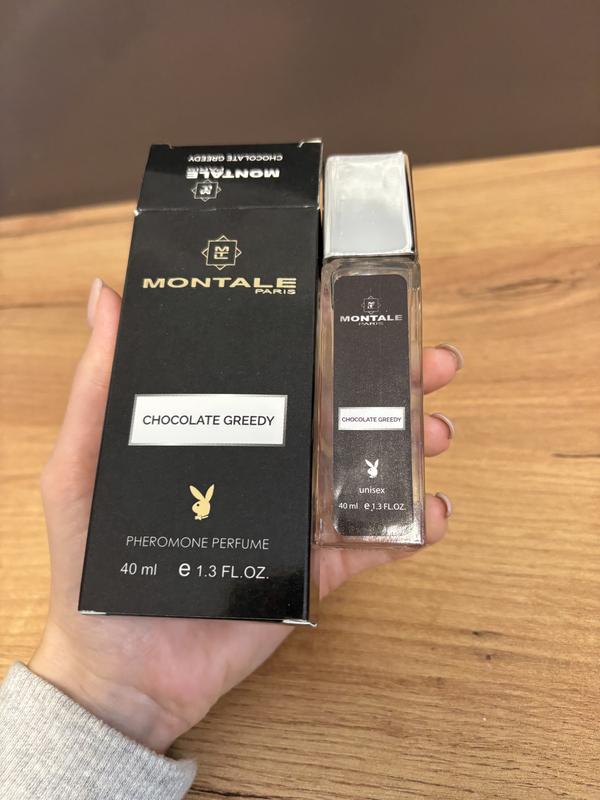 CHOCOLATE GREEDY
MONTALE
MONTALE
PARIS
CHOCOLATE GREEDY
PHEROMONE PERFUME
40 ml e 1.3 FL.OZ.
MONTALE
PARIS
CHOCOLATE GREEDY
unisex
40 ml e 1.3 FL.OZ.